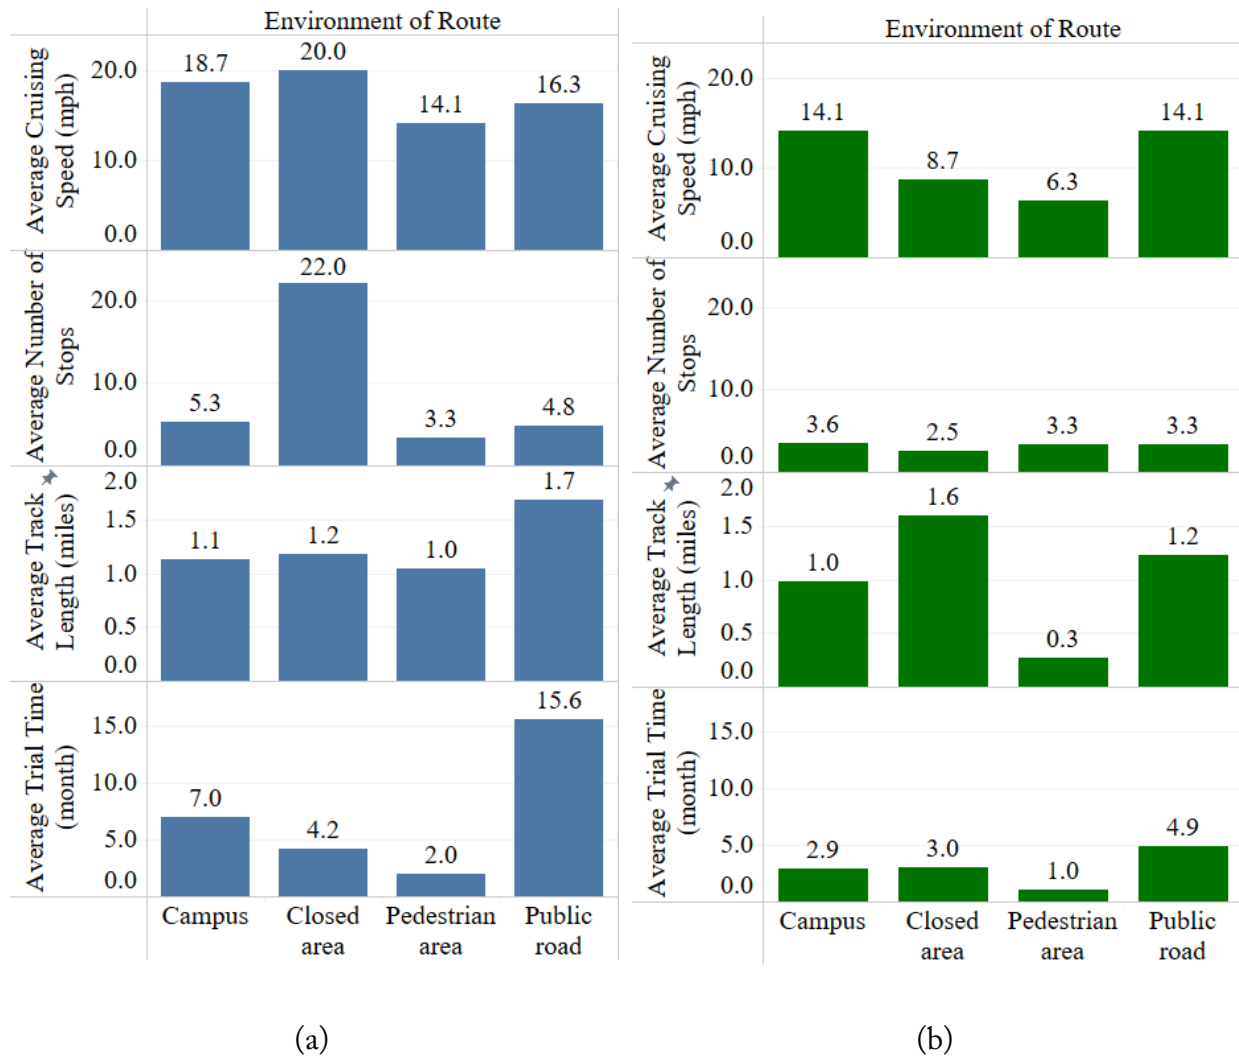 Environment of Route
Average Cruising
Speed (mph)
20.0
10.0
0.0
18.7
20.0
14.1
16.3
Average Number of
Stops
20.0
10.0
0.0
5.3
22.0
3.3
4.8
Average Track
Length (miles)
2.0
1.5
1.0
0.5
0.0
1.1
1.2
1.0
1.7
Average Trial Time
(month)
15.0
10.0
5.0
0.0
7.0
4.2
2.0
15.6
Campus
Closed
area
Pedestrian
area
Public
road
(a)
Environment of Route
Average Cruising
Speed (mph)
20.0
10.0
0.0
14.1
8.7
6.3
14.1
Average Number of
Stops
20.0
10.0
0.0
3.6
2.5
3.3
3.3
Average Track
Length (miles)
2.0
1.5
1.0
0.5
0.0
1.0
1.6
0.3
1.2
Average Trial Time
(month)
15.0
10.0
5.0
0.0
2.9
3.0
1.0
4.9
Campus
Closed
area
Pedestrian
area
Public
road
(b)